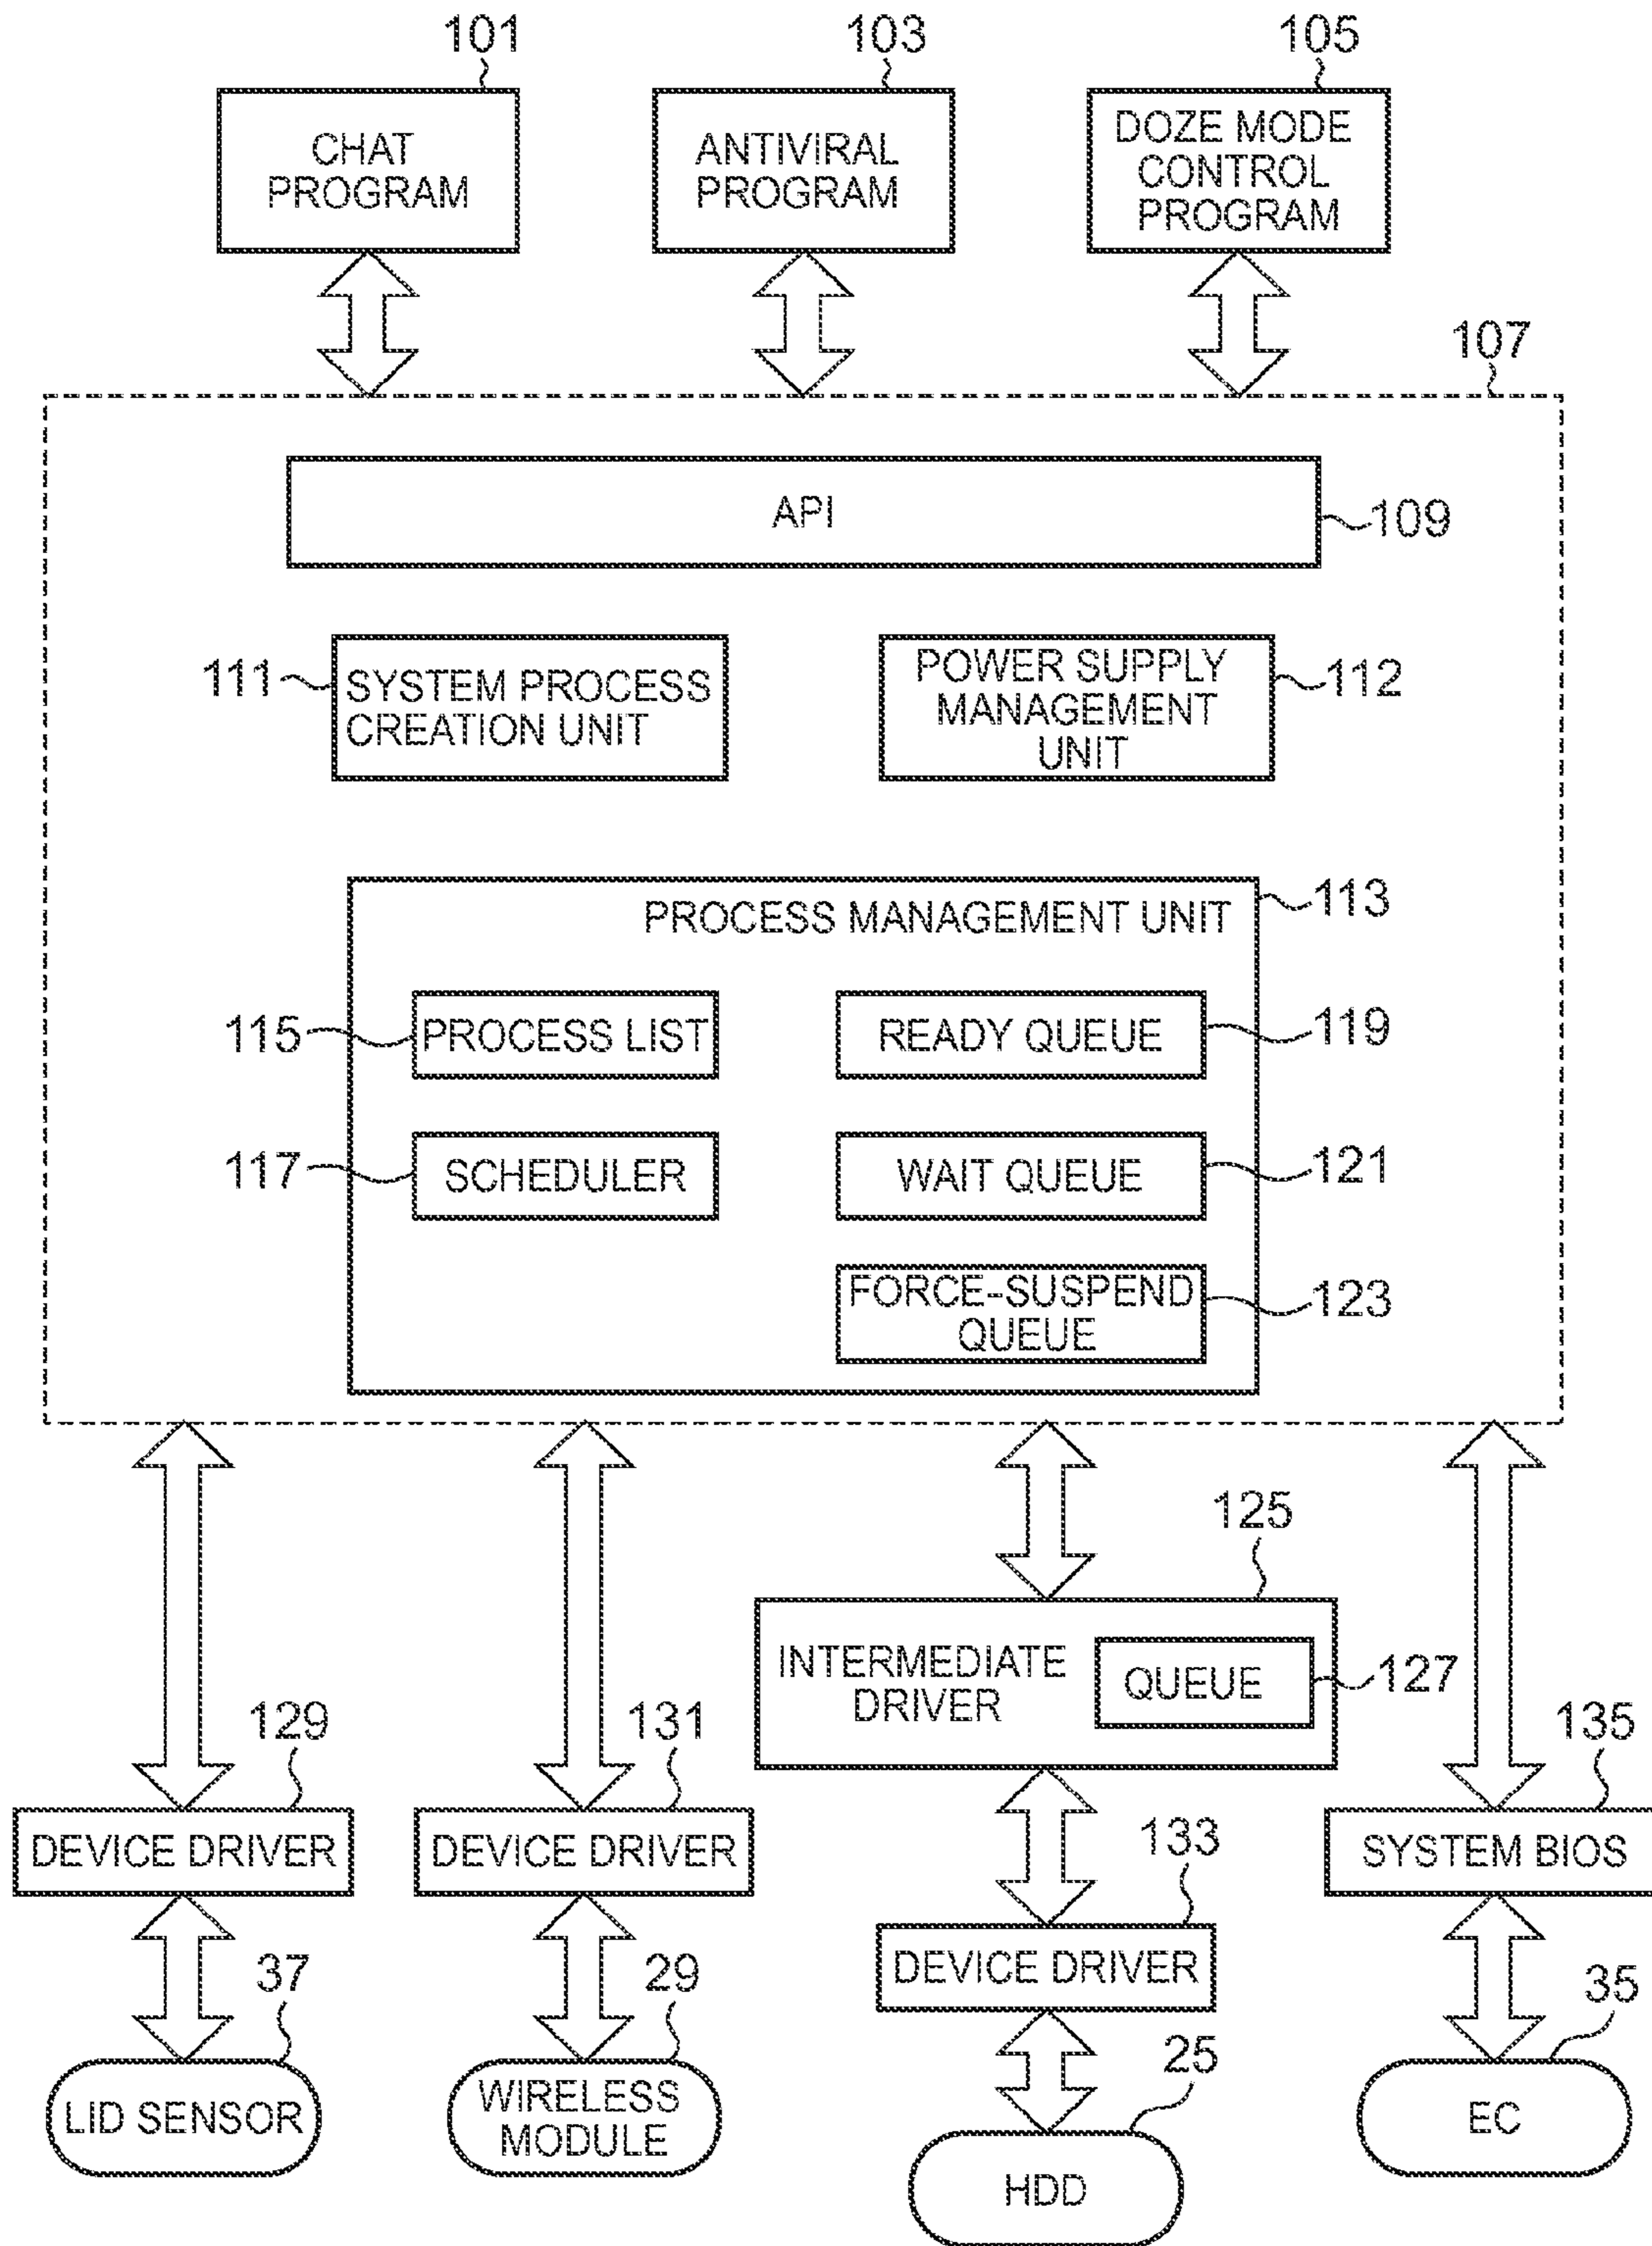 101
103
105
CHAT
PROGRAM
ANTIVIRAL
PROGRAM
DOZE MODE
CONTROL
PROGRAM
107
API
109
111
SYSTEM PROCESS
CREATION UNIT
POWER SUPPLY
MANAGEMENT
UNIT
112
PROCESS MANAGEMENT UNIT
113
115
PROCESS LIST
READY QUEUE
119
117
SCHEDULER
WAIT QUEUE
121
FORCE-SUSPEND
QUEUE
123
125
INTERMEDIATE
DRIVER
QUEUE
127
129
131
135
DEVICE DRIVER
DEVICE DRIVER
SYSTEM BIOS
133
DEVICE DRIVER
37
29
25
35
LID SENSOR
WIRELESS
MODULE
HDD
EC